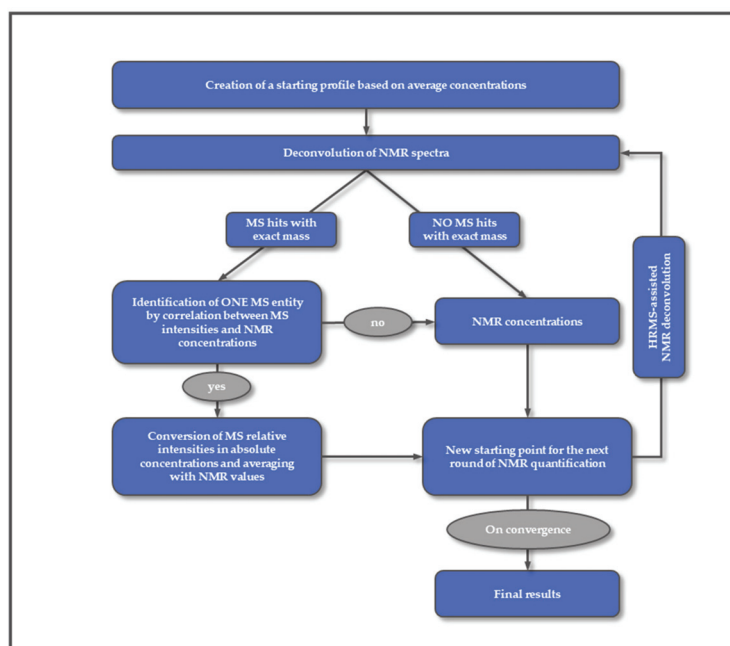 Creation of a starting profile based on average concentrations
Deconvolution of NMR spectra
MS hits with
exact mass
NO MS hits
with exact mass
Identification of ONE MS entity
by correlation between MS
intensities and NMR
concentrations
no
NMR concentrations
HRMS-assisted
NMR deconvolution
yes
Conversion of MS relative
intensities in absolute
concentrations and averaging
with NMR values
New starting point for the next
round of NMR quantification
On convergence
Final results